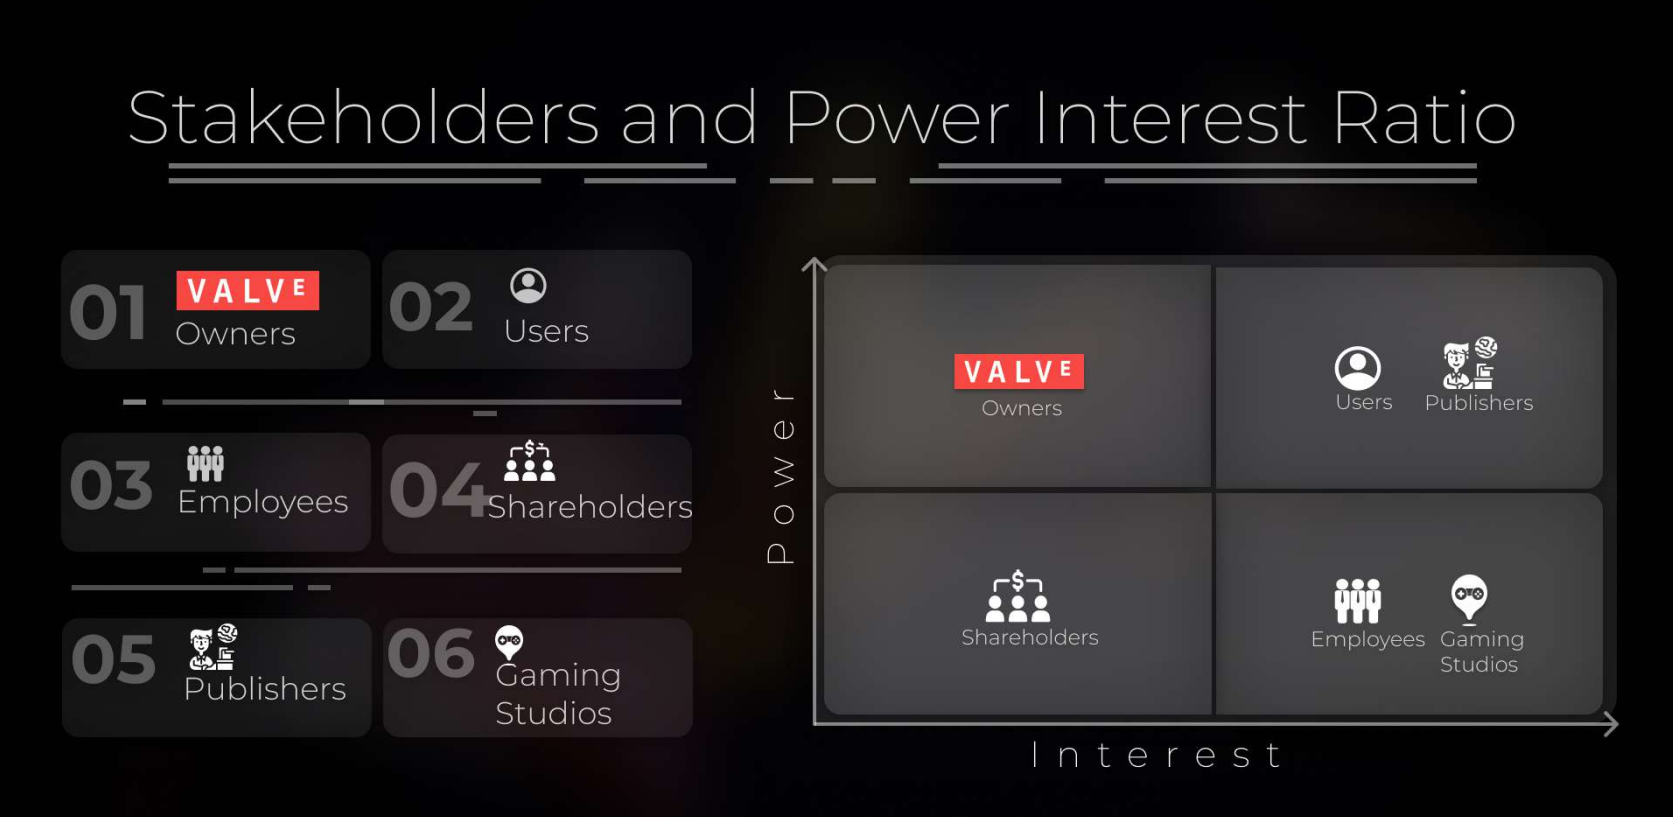 Stakeholders and Power Interest Ratio
01
VALVE
Owners
02
Users
03
Employees
04
Shareholders
05
Publishers
06
Gaming
Studios
Power
VALVE
Owners
Users
Publishers
Shareholders
Employees
Gaming
Studios
Interest